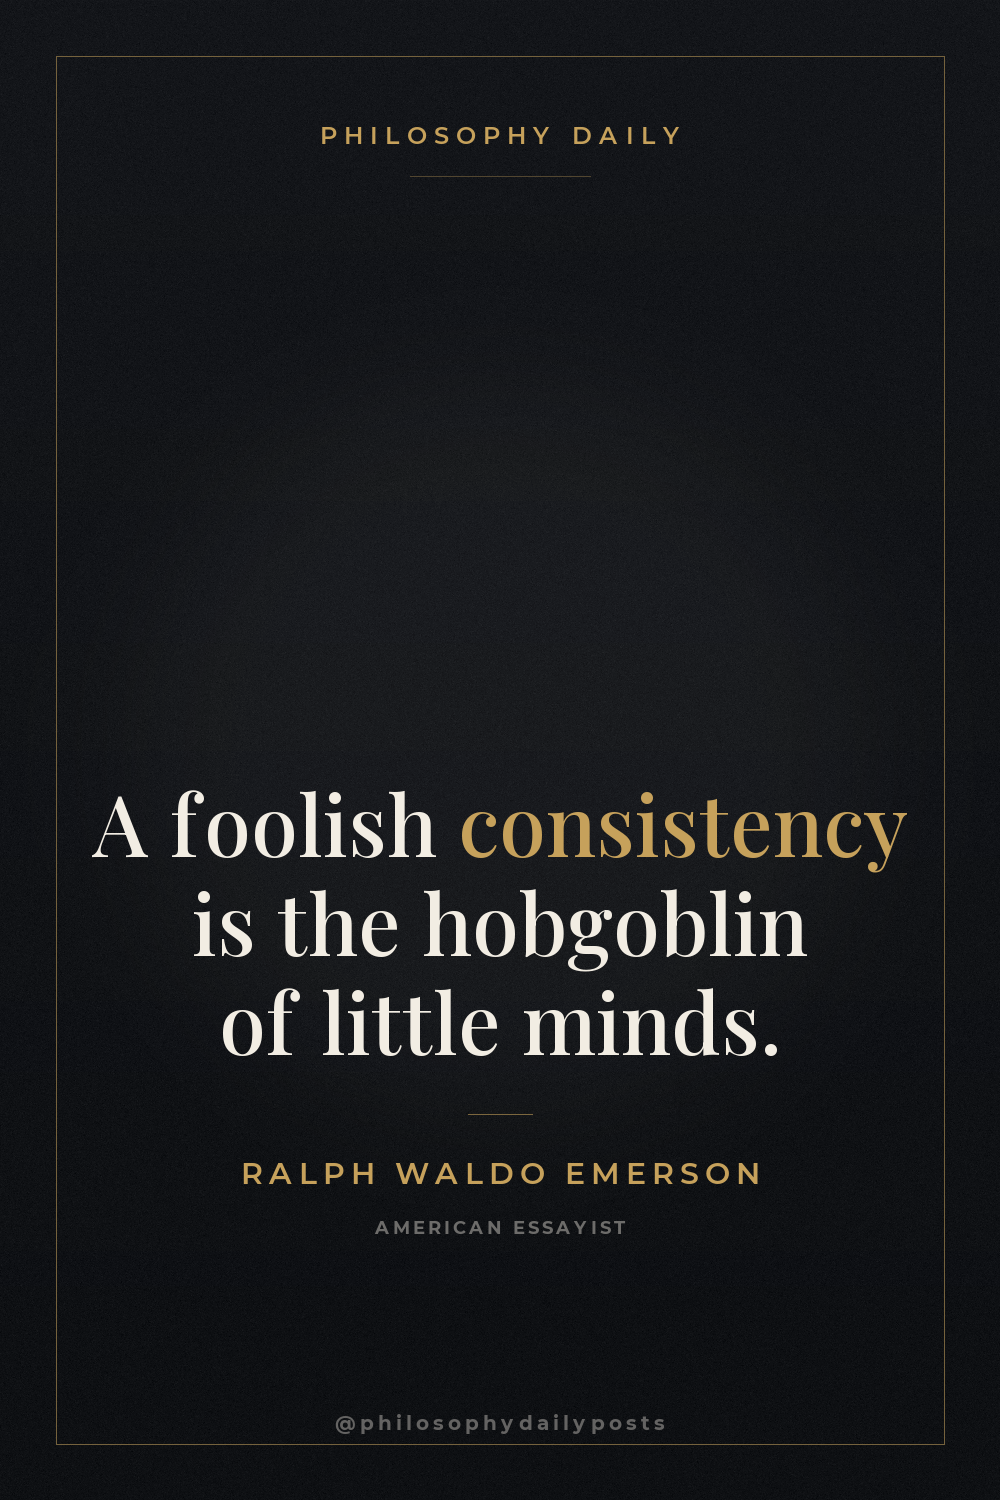 PHILOSOPHY DAILY
A foolish consistency
is the hobgoblin
of little minds.
RALPH WALDO EMERSON
AMERICAN ESSAYIST
@philosophydailyposts